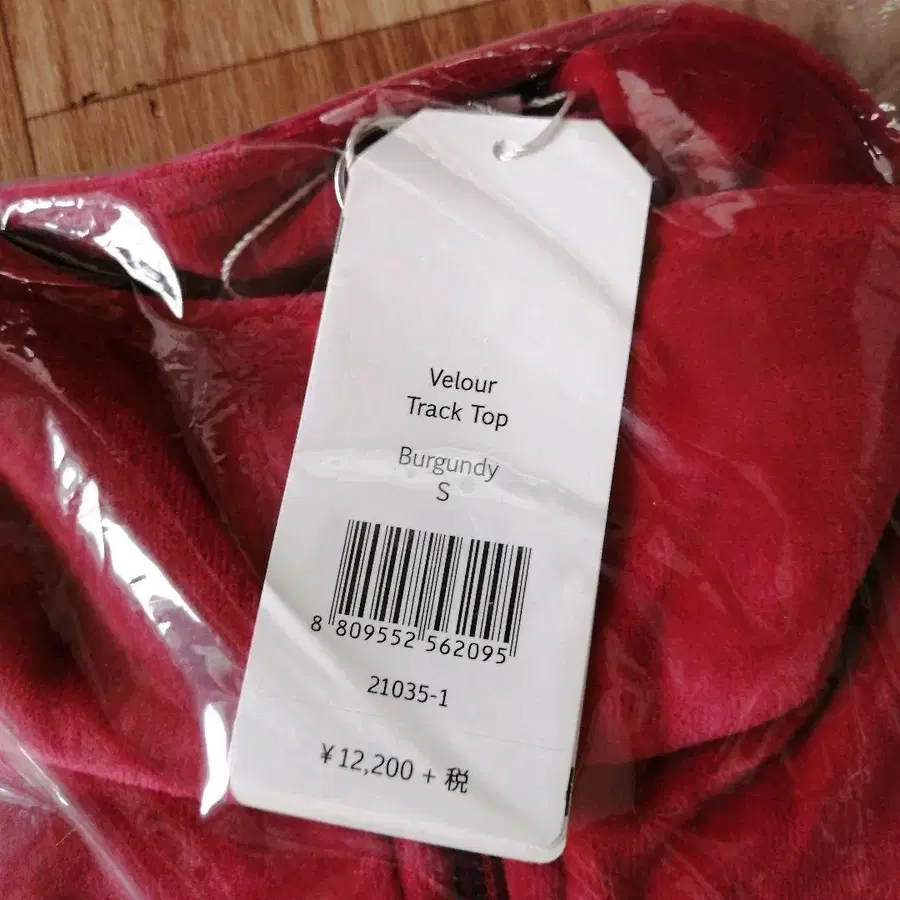 Velour
Track Top
Burgundy
S
8 809552 562095
21035-1
¥12,200 + 税